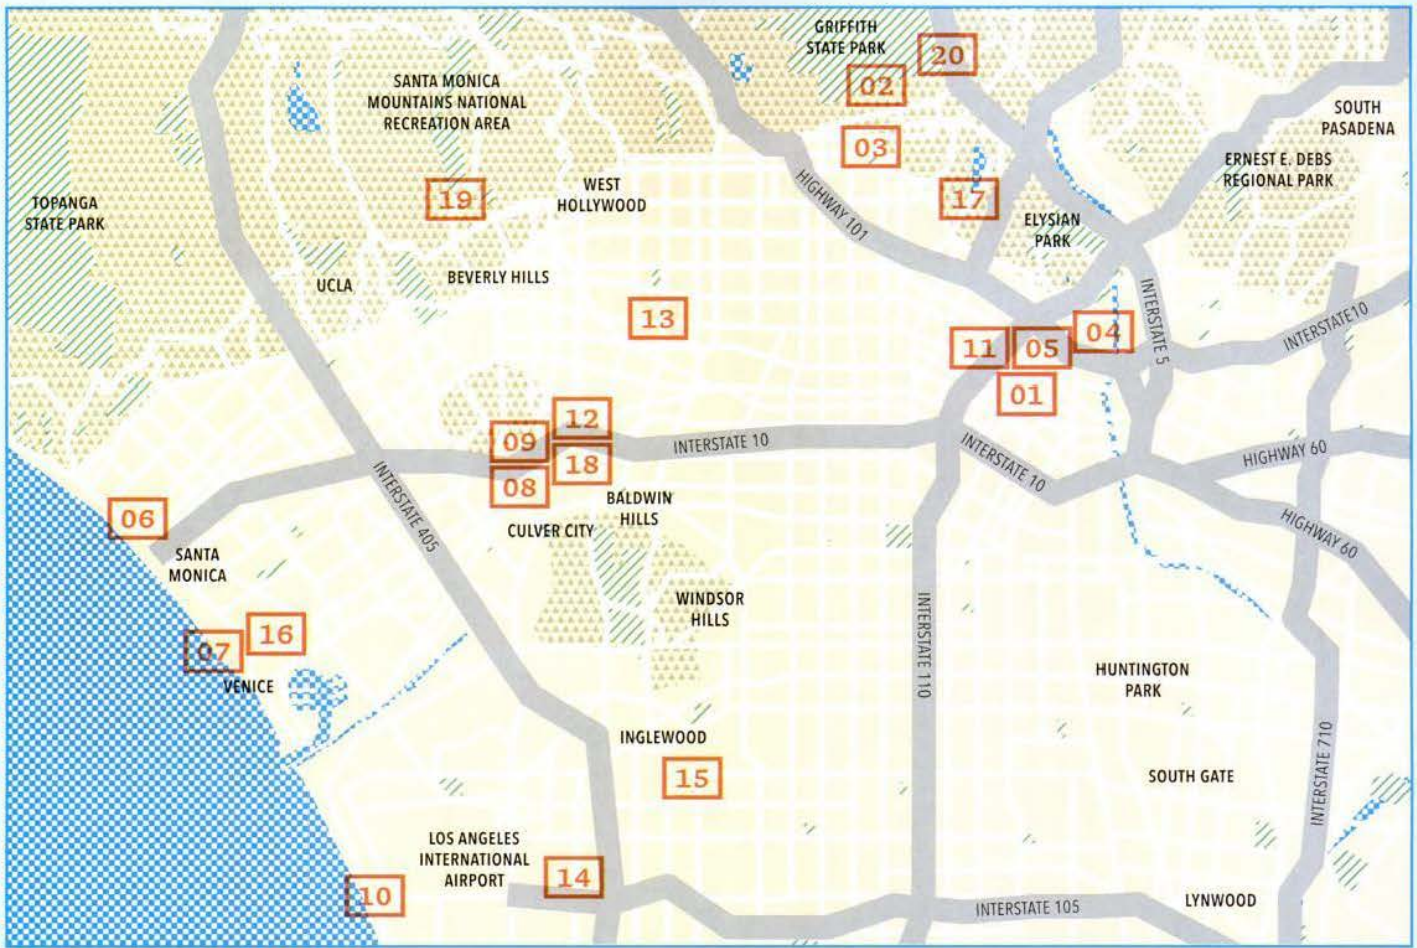 GRIFFITH
STATE PARK
20
SANTA MONICA
MOUNTAINS NATIONAL
RECREATION AREA
02
SOUTH
PASADENA
03
ERNEST E. DEBS
REGIONAL PARK
TOPANGA
STATE PARK
19
WEST
HOLLYWOOD
HIGHWAY 101
17
ELYSIAN
PARK
UCLA
BEVERLY HILLS
13
INTERSTATE 5
INTERSTATE10
11
05
04
01
12
09
18
08
INTERSTATE 10
INTERSTATE 10
HIGHWAY 60
BALDWIN
HILLS
CULVER CITY
INTERSTATE 405
06
SANTA
MONICA
HIGHWAY 60
WINDSOR
HILLS
16
07
VENICE
INTERSTATE 110
HUNTINGTON
PARK
INGLEWOOD
15
SOUTH GATE
INTERSTATE 710
LOS ANGELES
INTERNATIONAL
AIRPORT
14
10
INTERSTATE 105
LYNWOOD